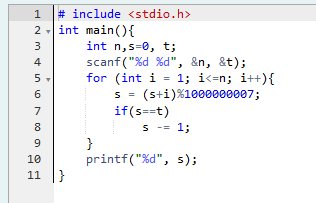 1 # include <stdio.h>
2 int main(){
3 int n,s=0, t;
4 scanf("%d %d", &n, &t);
5 for (int i = 1; i<=n; i++){
6 s = (s+i)%1000000007;
7 if(s==t)
8 s -= 1;
9 }
10 printf("%d", s);
11 }